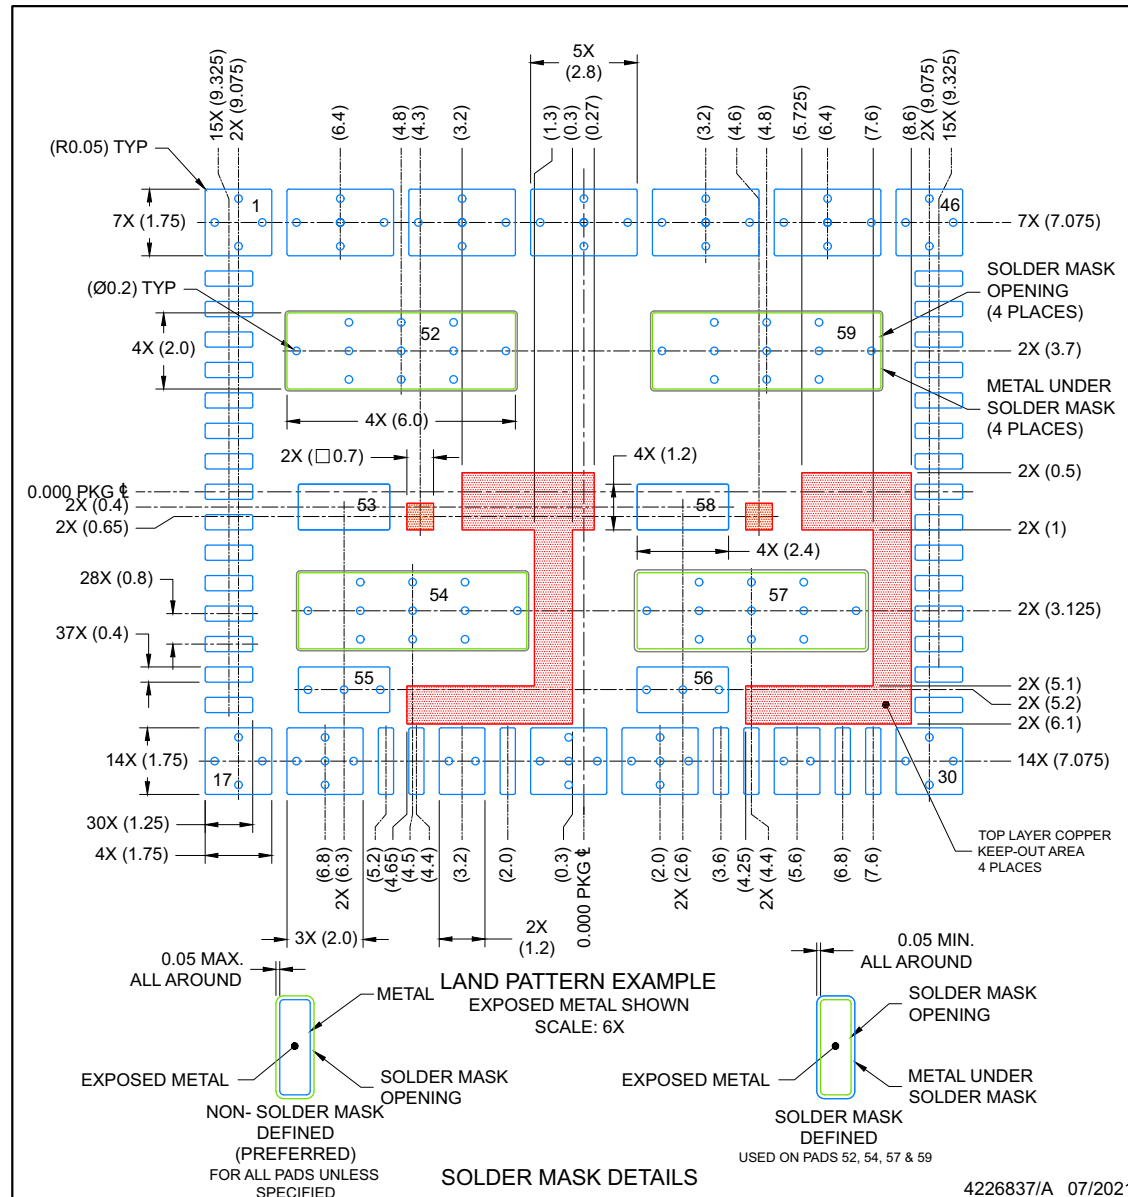 5X
(2.8)
15X (9.325)
2X (9.075)
(6.4)
(4.8)
(4.3)
(3.2)
(1.3)
(0.3)
(0.27)
(3.2)
(4.6)
(4.8)
(5.725)
(6.4)
(7.6)
(8.6)
2X (9.075)
15X (9.325)
(R0.05) TYP
1
46
7X (1.75)
7X (7.075)
(Ø0.2) TYP
SOLDER MASK
OPENING
(4 PLACES)
52
59
4X (2.0)
2X (3.7)
METAL UNDER
SOLDER MASK
(4 PLACES)
4X (6.0)
2X (□0.7)
4X (1.2)
2X (0.5)
0.000 PKG ℄
2X (0.4)
2X (0.65)
53
58
2X (1)
4X (2.4)
28X (0.8)
54
57
2X (3.125)
37X (0.4)
55
56
2X (5.1)
2X (5.2)
2X (6.1)
14X (1.75)
17
30
14X (7.075)
30X (1.25)
4X (1.75)
TOP LAYER COPPER
KEEP-OUT AREA
4 PLACES
(6.8)
2X (6.3)
(5.2)
(4.65)
(4.5)
(4.4)
(3.2)
(2.0)
(0.3)
0.000 PKG ℄
(2.0)
2X (2.6)
(3.6)
(4.25)
2X (4.4)
(5.6)
(6.8)
(7.6)
3X (2.0)
2X
(1.2)
LAND PATTERN EXAMPLE
EXPOSED METAL SHOWN
SCALE: 6X
0.05 MAX.
ALL AROUND
METAL
EXPOSED METAL
SOLDER MASK
OPENING
NON- SOLDER MASK
DEFINED
(PREFERRED)
FOR ALL PADS UNLESS
SPECIFIED
0.05 MIN.
ALL AROUND
SOLDER MASK
OPENING
EXPOSED METAL
METAL UNDER
SOLDER MASK
SOLDER MASK
DEFINED
USED ON PADS 52, 54, 57 & 59
SOLDER MASK DETAILS
4226837/A 07/2021